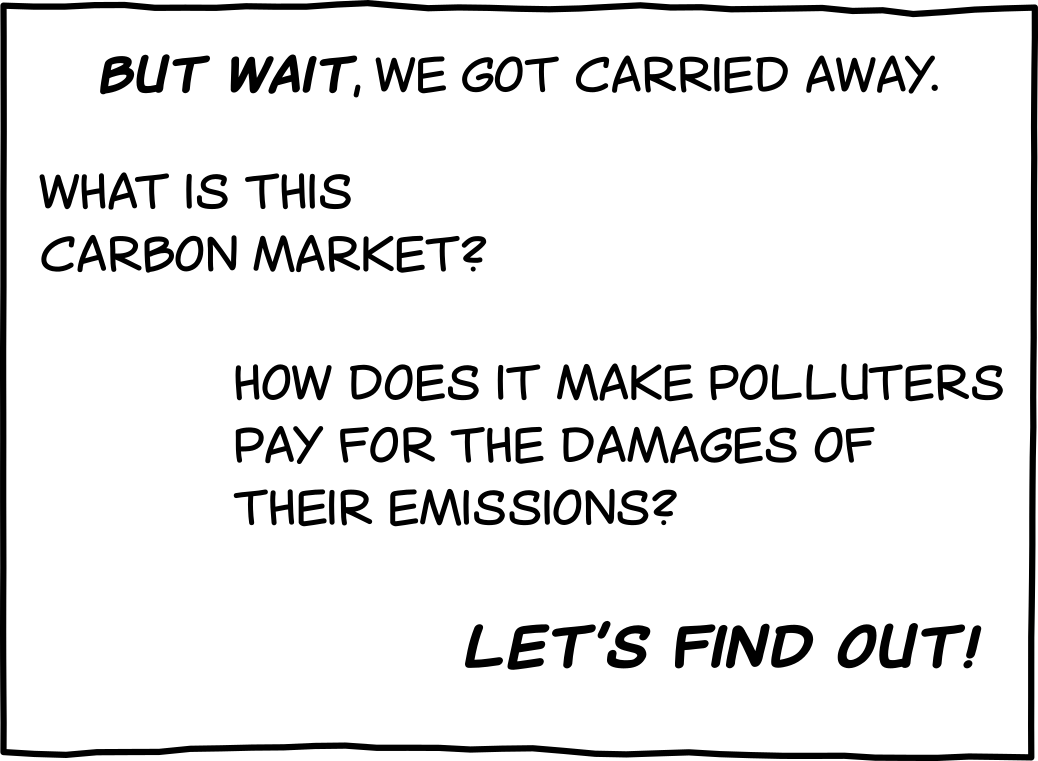 BUT WAIT, WE GOT CARRIED AWAY.
WHAT IS THIS
CARBON MARKET?
HOW DOES IT MAKE POLLUTERS
PAY FOR THE DAMAGES OF
THEIR EMISSIONS?
LET'S FIND OUT!